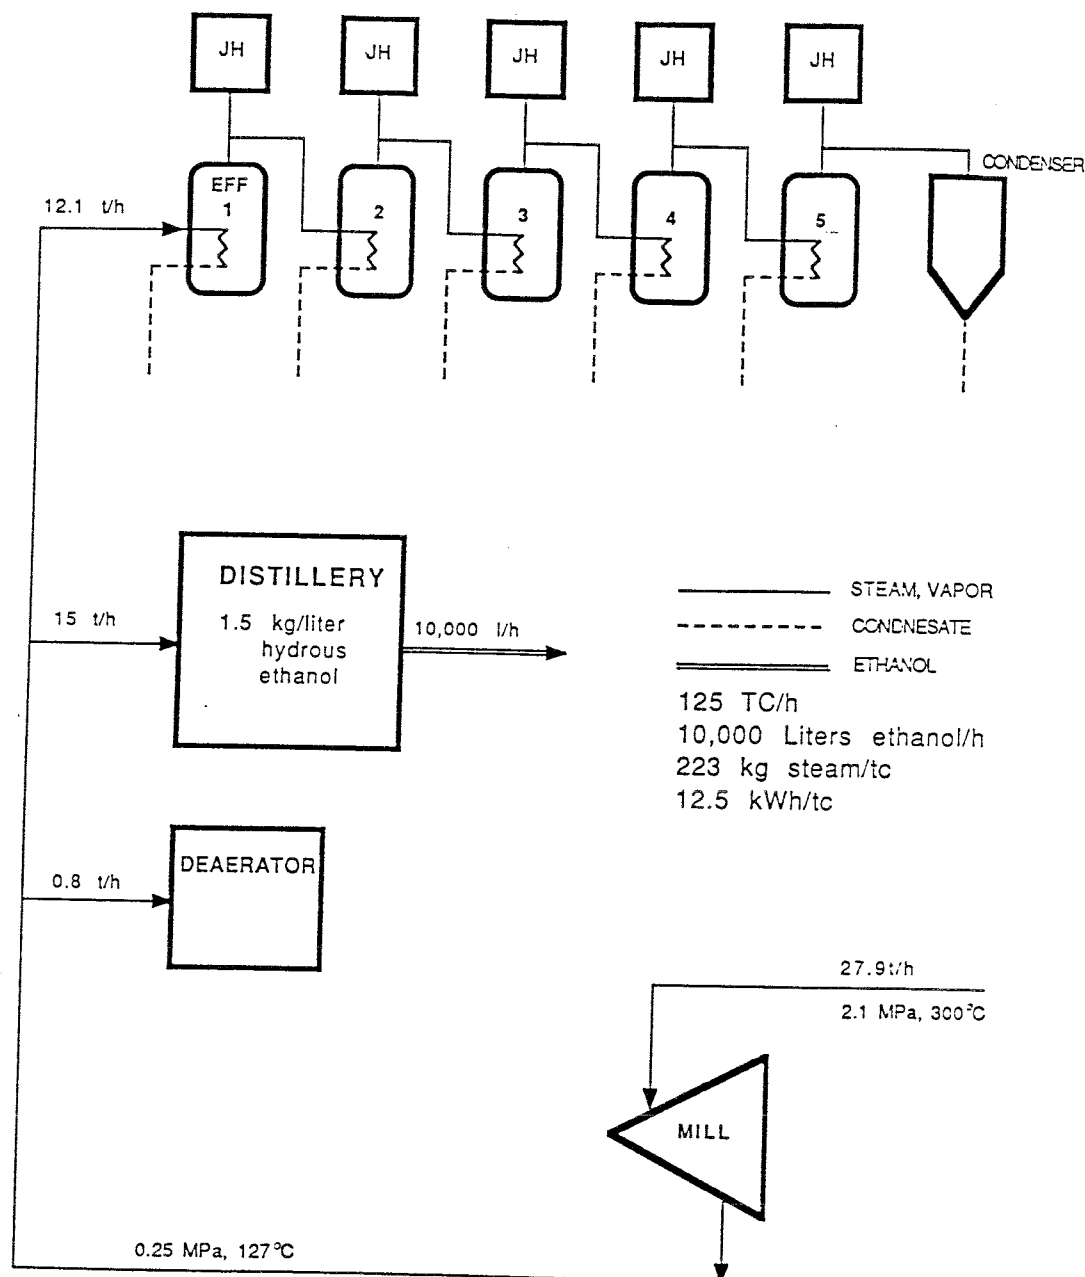 JH
JH
JH
JH
JH
CONDENSER
EFF
1
2
3
4
5
12.1 t/h
DISTILLERY
1.5 kg/liter
hydrous
ethanol
15 t/h
10,000 l/h
STEAM, VAPOR
CONDNESATE
ETHANOL
125 TC/h
10,000 Liters ethanol/h
223 kg steam/tc
12.5 kWh/tc
DEAERATOR
0.8 t/h
27.9t/h
2.1 MPa, 300°C
MILL
0.25 MPa, 127°C